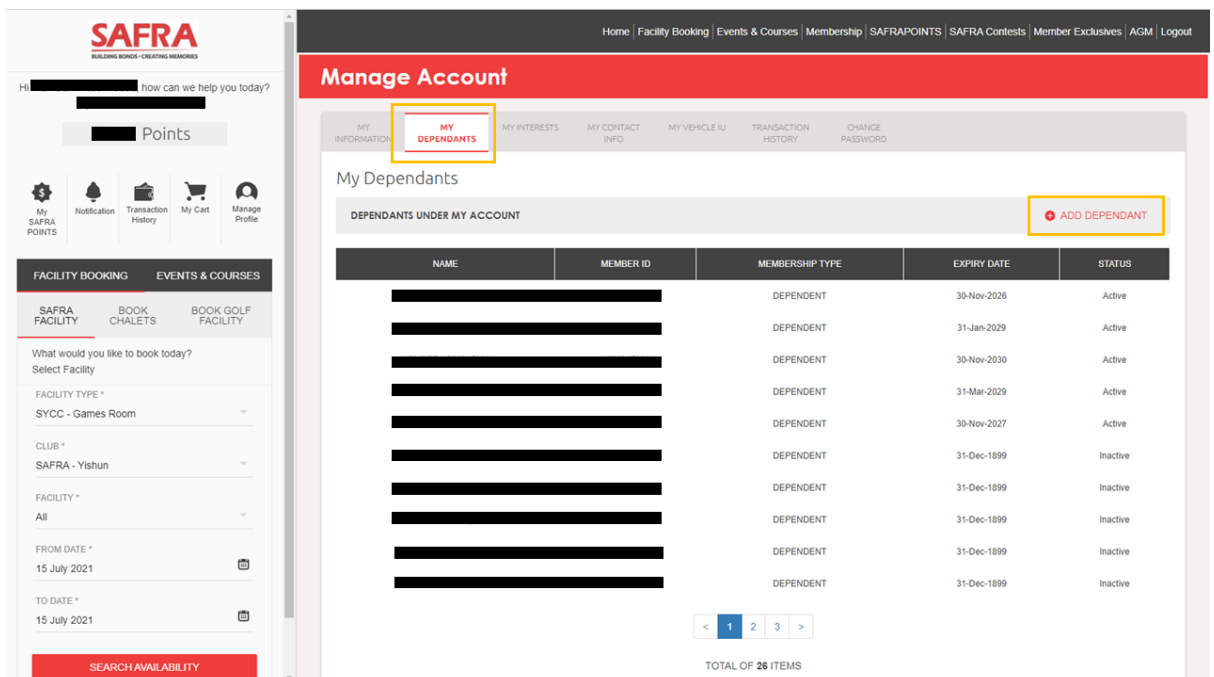 SAFRA
BUILDING BONDS • CREATING MEMORIES
Hi , how can we help you today?
Points
My SAFRA POINTS
Notification
Transaction History
My Cart
Manage Profile
FACILITY BOOKING EVENTS & COURSES
SAFRA FACILITY
BOOK CHALETS
BOOK GOLF FACILITY
What would you like to book today?
Select Facility
FACILITY TYPE *
SYCC - Games Room
CLUB *
SAFRA - Yishun
FACILITY *
All
FROM DATE *
15 July 2021
TO DATE *
15 July 2021
SEARCH AVAILABILITY
Home | Facility Booking | Events & Courses | Membership | SAFRAPOINTS | SAFRA Contests | Member Exclusives | AGM | Logout
Manage Account
MY INFORMATION
MY DEPENDANTS
MY INTERESTS
MY CONTACT INFO
MY VEHICLE IU
TRANSACTION HISTORY
CHANGE PASSWORD
My Dependants
DEPENDANTS UNDER MY ACCOUNT
ADD DEPENDANT
NAME MEMBER ID MEMBERSHIP TYPE EXPIRY DATE STATUS
DEPENDENT 30-Nov-2026 Active
DEPENDENT 31-Jan-2029 Active
DEPENDENT 30-Nov-2030 Active
DEPENDENT 31-Mar-2029 Active
DEPENDENT 30-Nov-2027 Active
DEPENDENT 31-Dec-1899 Inactive
DEPENDENT 31-Dec-1899 Inactive
DEPENDENT 31-Dec-1899 Inactive
DEPENDENT 31-Dec-1899 Inactive
DEPENDENT 31-Dec-1899 Inactive
< 1 2 3 >
TOTAL OF 26 ITEMS